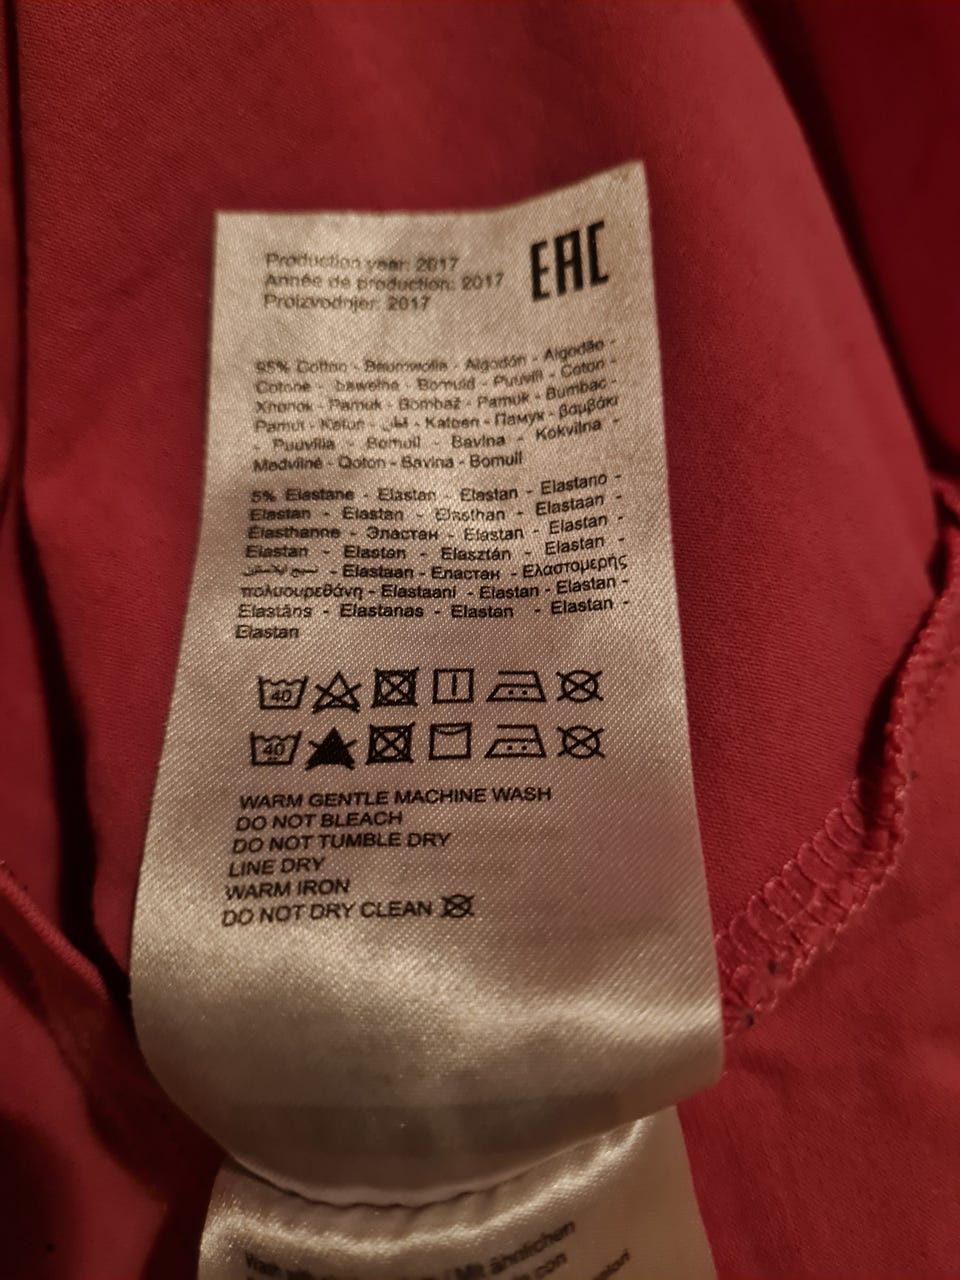 EAC
Production year: 2017
Année de production: 2017
Proizvodnjer: 2017
95% Cotton - Baumwolle - Algodón - Algodão -
Cotone - bawełna - Bomuld - Puuvill - Coton -
Хлопок - Pamuk - Bombaž - Pamuk - Bumbac -
Pamut - Katun - قطن - Katoen - Памук - βαμβάκι
- Puuvilla - Bomull - Bavlna - Kokvilna -
Medvilnė - Qoton - Bavlna - Bomull
5% Elastane - Elastan - Elastan - Elastano -
Elastan - Elastan - Elasthan - Elastaan -
Élasthanne - Эластан - Elastan - Elastan -
Elastan - Elastan - Elasztán - Elastan -
- Elastaan - Еластан - Ελαστομερής
πολυουρεθάνη - Elastaani - Elastan - Elastan -
Elastāns - Elastanas - Elastan - Elastan -
Elastan
40
40
WARM GENTLE MACHINE WASH
DO NOT BLEACH
DO NOT TUMBLE DRY
LINE DRY
WARM IRON
DO NOT DRY CLEAN
Wash / Mit ähnlichen
con